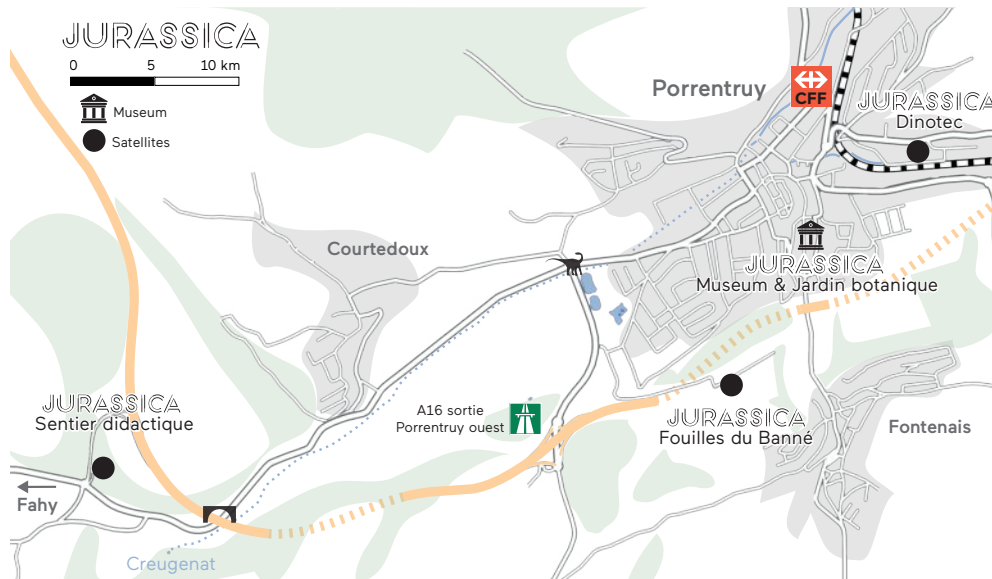 JURASSICA
0 5 10 km
Museum
Satellites
Porrentruy
CFF
JURASSICA
Dinotec
Courtedoux
JURASSICA
Museum & Jardin botanique
JURASSICA
Sentier didactique
A16 sortie
Porrentruy ouest
JURASSICA
Fouilles du Banné
Fontenais
Fahy
Creugenat